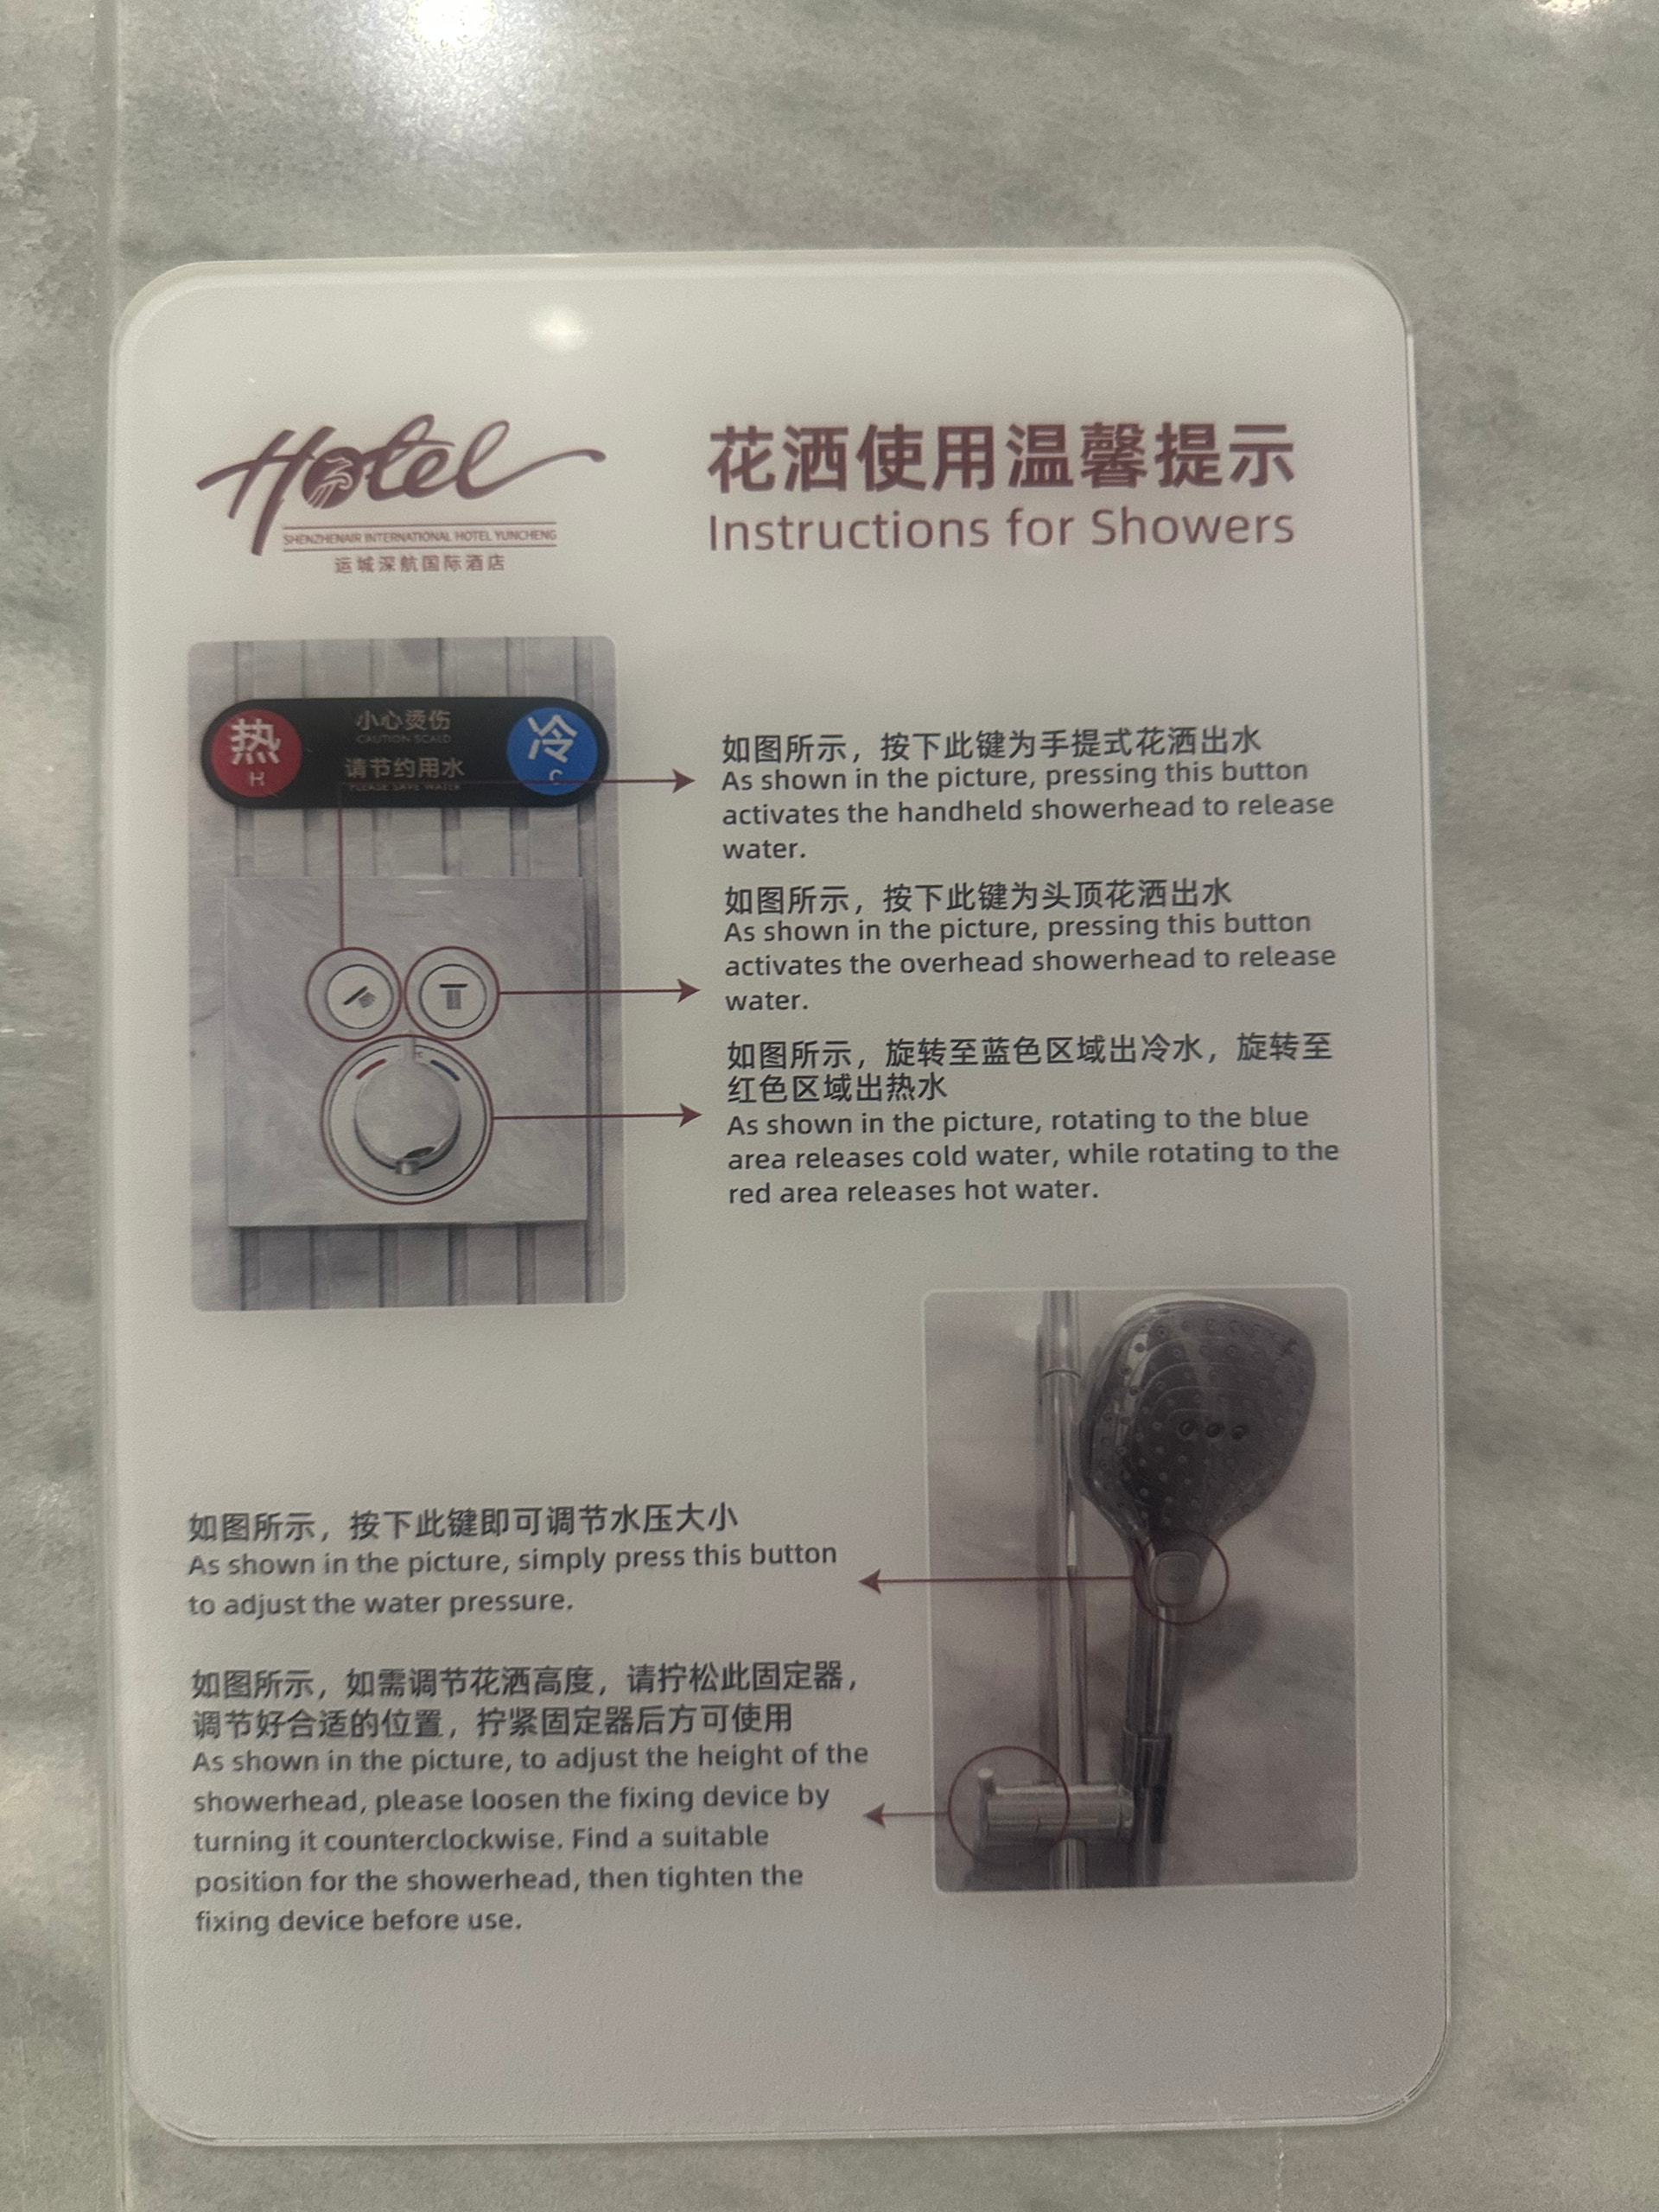 Hotel
SHENZHENAIR INTERNATIONAL HOTEL YUNCHENG
运城深航国际酒店
花洒使用温馨提示
Instructions for Showers
热
H
小心烫伤
CAUTION SCALD
请节约用水
PLEASE SAVE WATER
冷
C
如图所示，按下此键为手提式花洒出水
As shown in the picture, pressing this button
activates the handheld showerhead to release
water.
如图所示，按下此键为头顶花洒出水
As shown in the picture, pressing this button
activates the overhead showerhead to release
water.
如图所示，旋转至蓝色区域出冷水，旋转至
红色区域出热水
As shown in the picture, rotating to the blue
area releases cold water, while rotating to the
red area releases hot water.
如图所示，按下此键即可调节水压大小
As shown in the picture, simply press this button
to adjust the water pressure.
如图所示，如需调节花洒高度，请拧松此固定器，
调节好合适的位置，拧紧固定器后方可使用
As shown in the picture, to adjust the height of the
showerhead, please loosen the fixing device by
turning it counterclockwise. Find a suitable
position for the showerhead, then tighten the
fixing device before use.